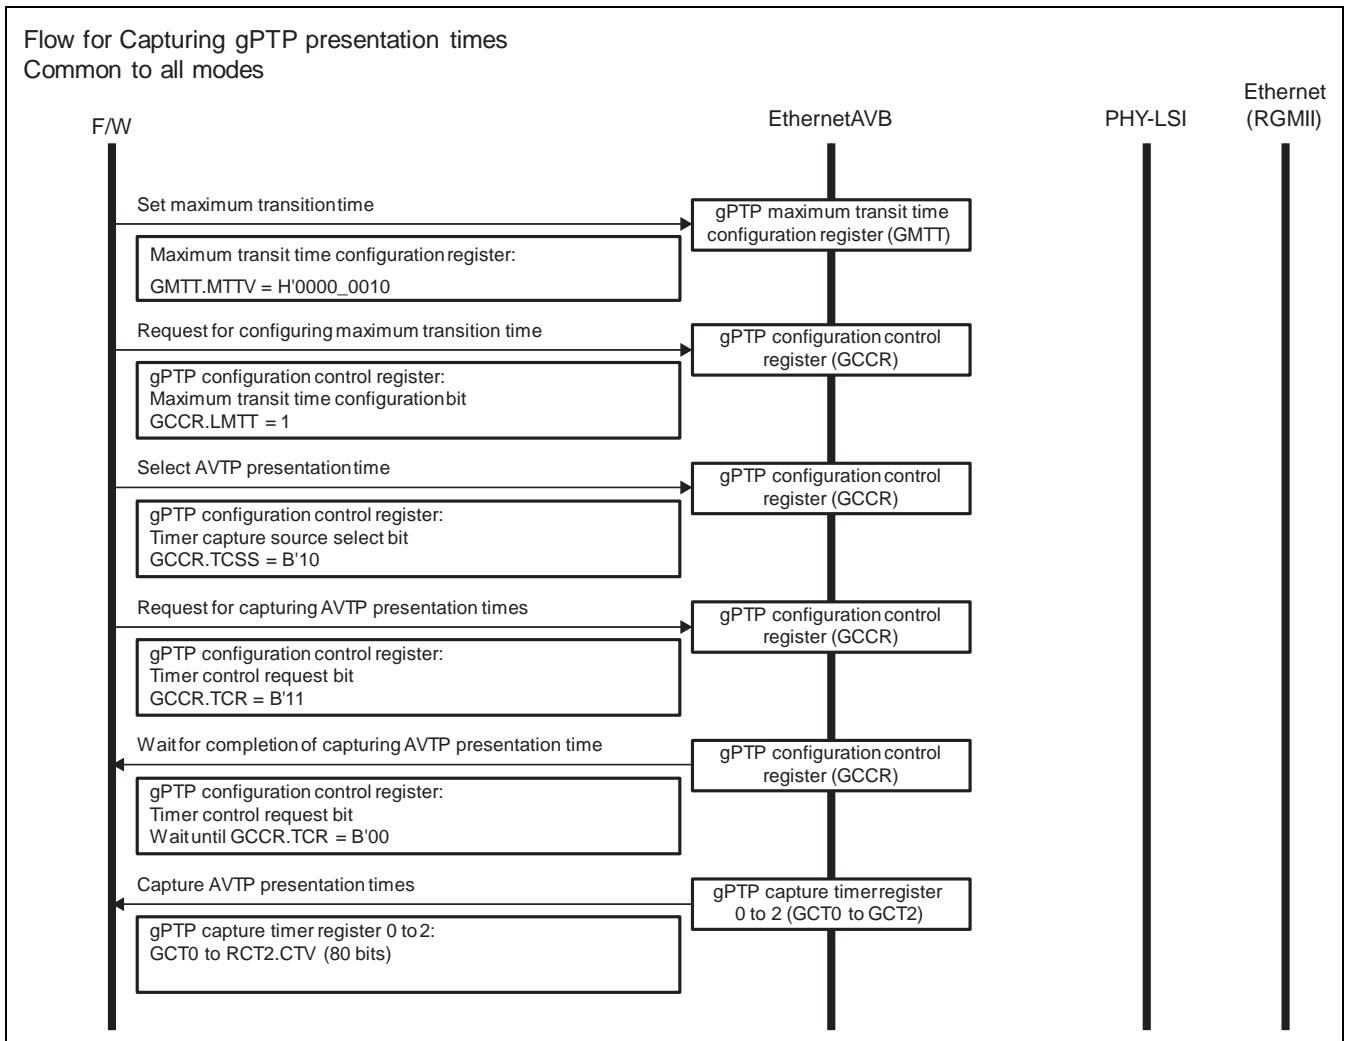 Flow for Capturing gPTP presentation times
Common to all modes
F/W
EthernetAVB
PHY-LSI
Ethernet
(RGMII)
Set maximum transition time
gPTP maximum transit time
configuration register (GMTT)
Maximum transit time configuration register:
GMTT.MTTV = H'0000_0010
Request for configuring maximum transition time
gPTP configuration control
register (GCCR)
gPTP configuration control register:
Maximum transit time configuration bit
GCCR.LMTT = 1
Select AVTP presentation time
gPTP configuration control
register (GCCR)
gPTP configuration control register:
Timer capture source select bit
GCCR.TCSS = B'10
Request for capturing AVTP presentation times
gPTP configuration control
register (GCCR)
gPTP configuration control register:
Timer control request bit
GCCR.TCR = B'11
Wait for completion of capturing AVTP presentation time
gPTP configuration control
register (GCCR)
gPTP configuration control register:
Timer control request bit
Wait until GCCR.TCR = B'00
Capture AVTP presentation times
gPTP capture timer register
0 to 2 (GCT0 to GCT2)
gPTP capture timer register 0 to 2:
GCT0 to RCT2.CTV (80 bits)